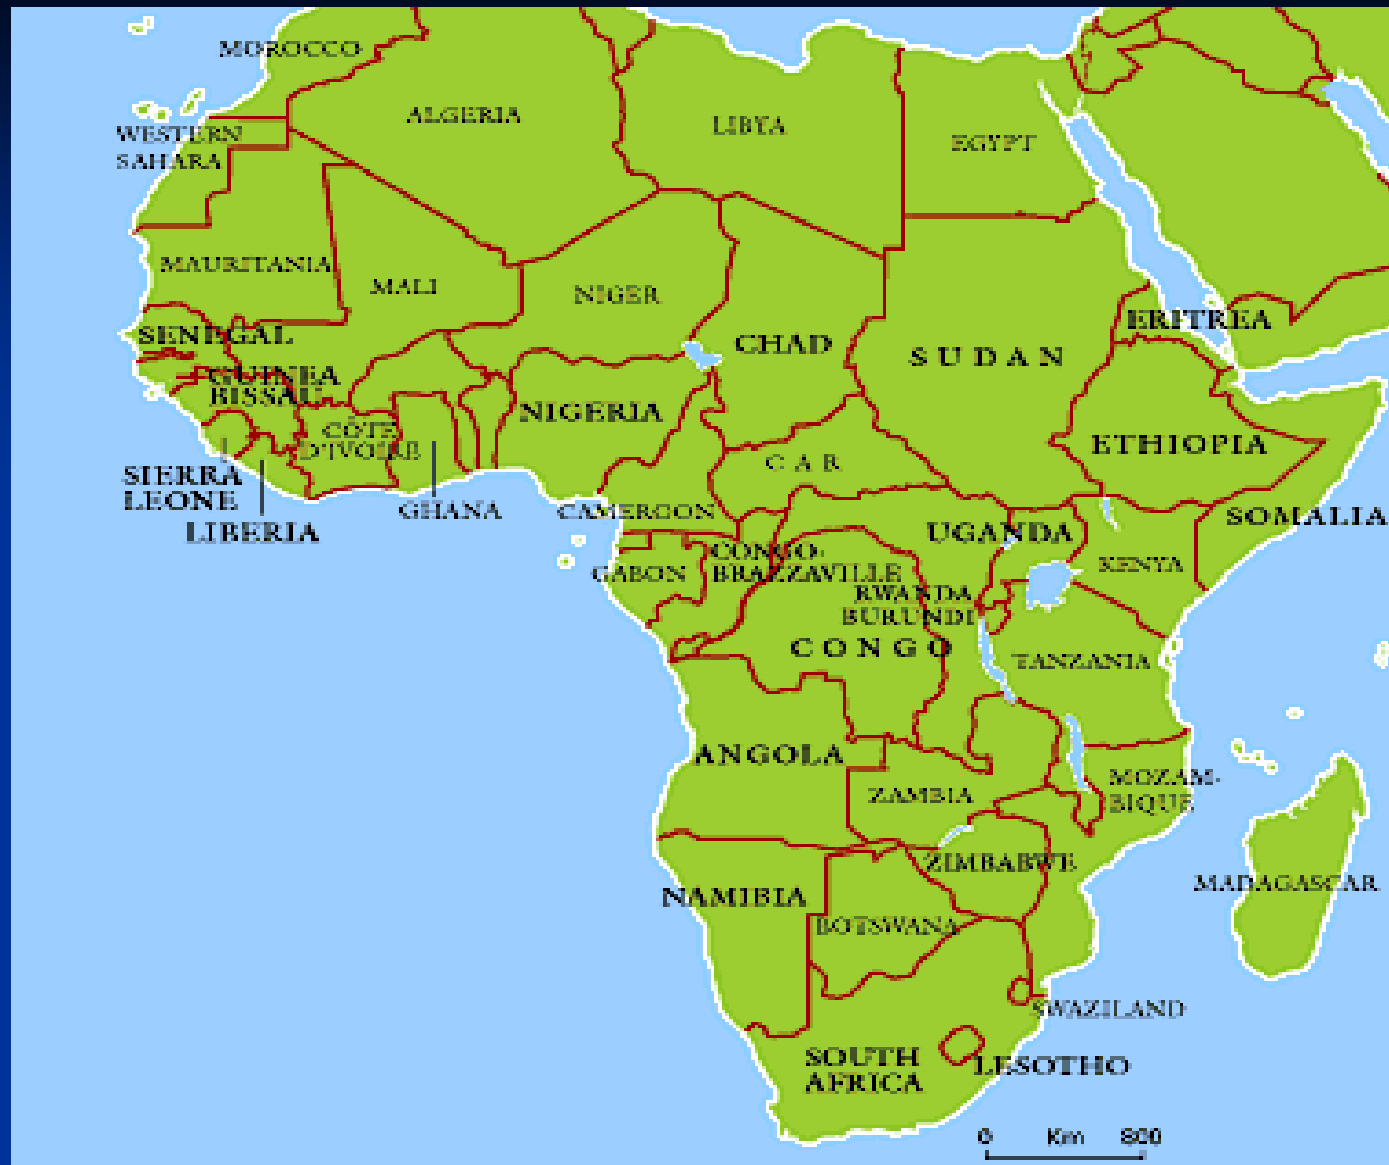 MOROCCO
ALGERIA
LIBYA
EGYPT
WESTERN
SAHARA
MAURITANIA
MALI
NIGER
CHAD
SUDAN
ERITREA
SENEGAL
GUINEA
BISSAU
NIGERIA
CÔTE
D'IVOIRE
CAR
ETHIOPIA
SIERRA
LEONE
LIBERIA
GHANA
CAMEROON
UGANDA
SOMALIA
KENYA
GABON
CONGO-
BRAZZAVILLE
RWANDA
BURUNDI
CONGO
TANZANIA
ANGOLA
ZAMBIA
MOZAM-
BIQUE
ZIMBABWE
MADAGASCAR
NAMIBIA
BOTSWANA
SWAZILAND
SOUTH
AFRICA
LESOTHO
0 Km 800